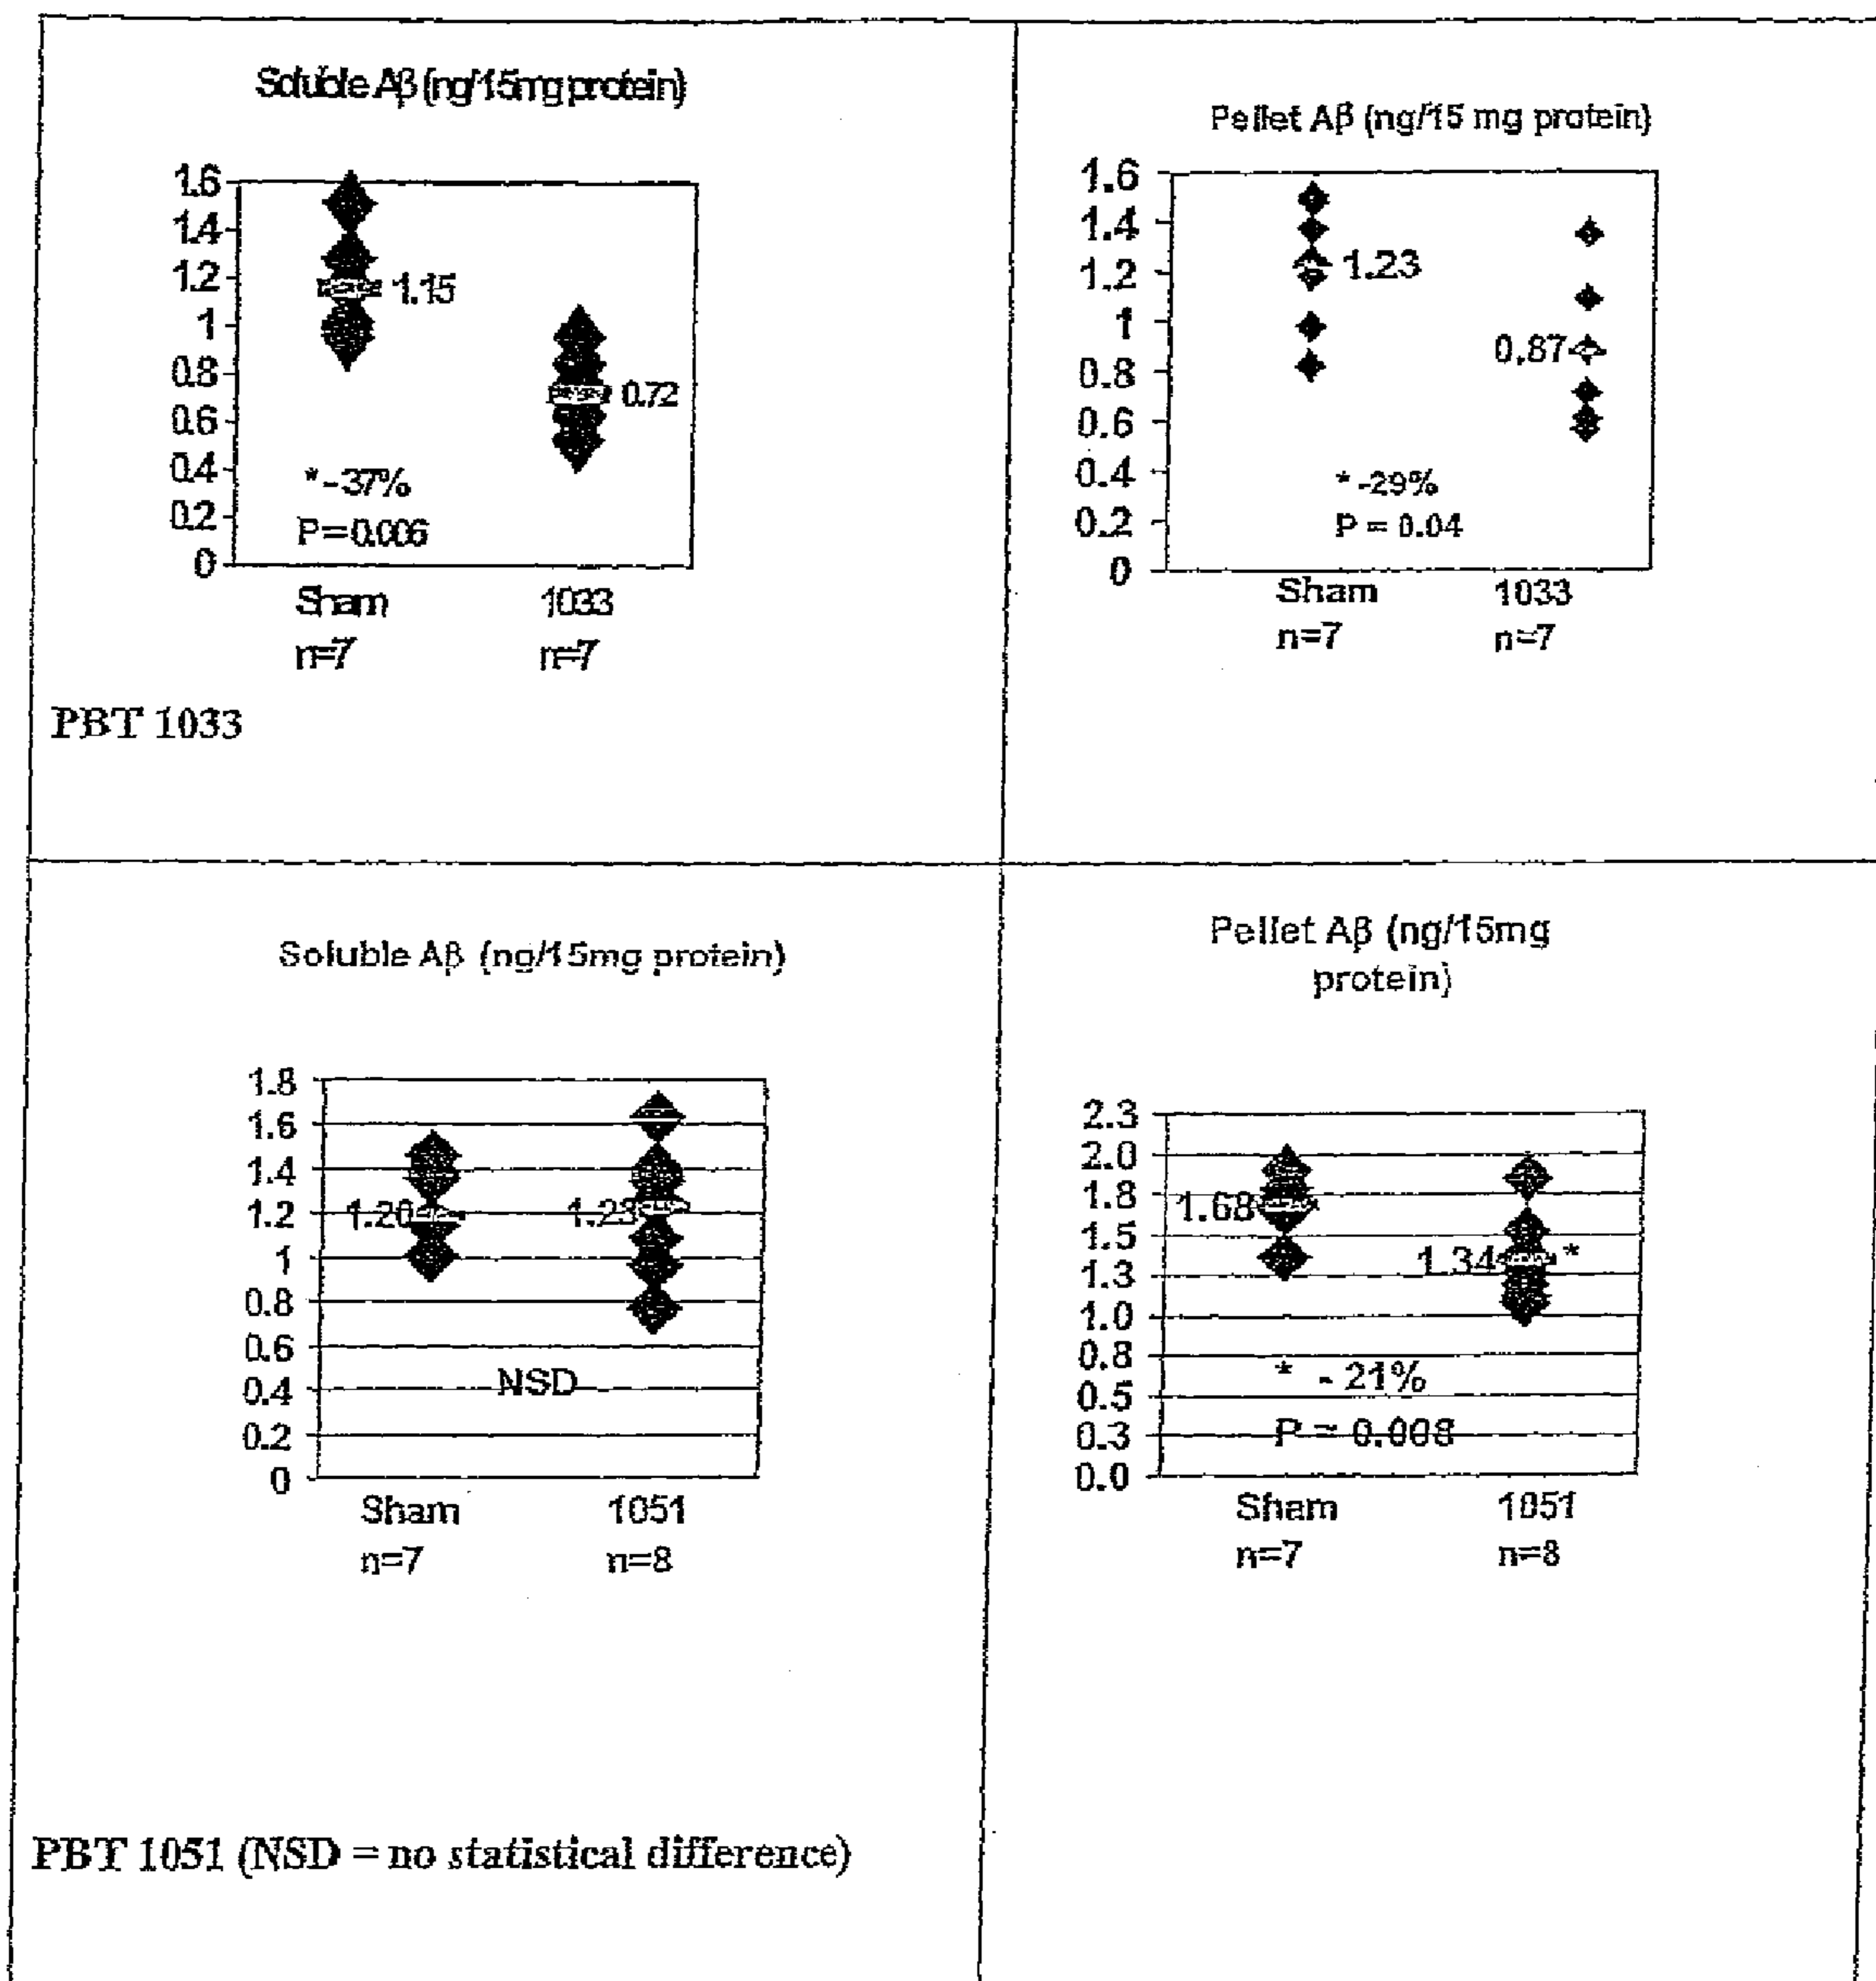 Soluble Aβ (ng/15mg protein)
1.6
1.4
1.2
1
0.8
0.6
0.4
0.2
0
1.15
0.72
* -37%
P=0.006
Sham
n=7
1033
n=7
PBT 1033
Pellet Aβ (ng/15 mg protein)
1.6
1.4
1.2
1
0.8
0.6
0.4
0.2
0
1.23
0.87
* -29%
P = 0.04
Sham
n=7
1033
n=7
Soluble Aβ (ng/15mg protein)
1.8
1.6
1.4
1.2
1
0.8
0.6
0.4
0.2
0
1.20
1.23
NSD
Sham
n=7
1051
n=8
PBT 1051 (NSD = no statistical difference)
Pellet Aβ (ng/15mg
protein)
2.3
2.0
1.8
1.5
1.3
1.0
0.8
0.5
0.3
0.0
1.68
1.34 *
* - 21%
P = 0.008
Sham
n=7
1051
n=8